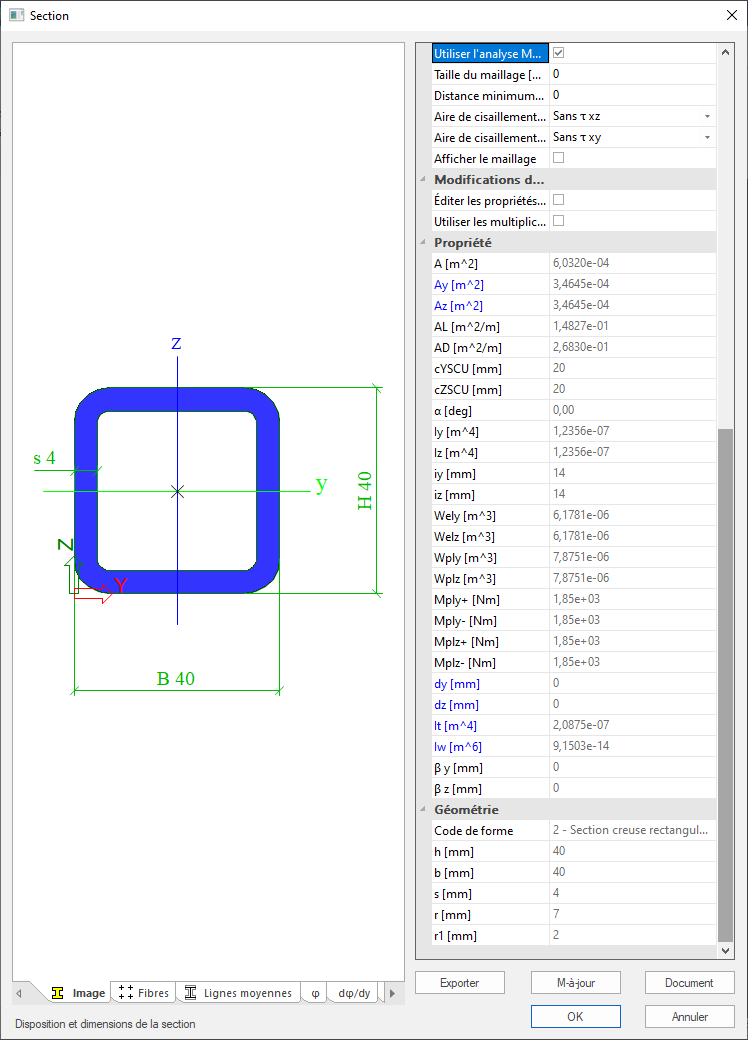 Section
z
s 4
y
H 40
Z
Y
B 40
Image
Fibres
Lignes moyennes
φ
dφ/dy
Disposition et dimensions de la section
Utiliser l'analyse M...
Taille du maillage [... 0
Distance minimum... 0
Aire de cisaillement... Sans τ xz
Aire de cisaillement... Sans τ xy
Afficher le maillage
Modifications d...
Éditer les propriétés...
Utiliser les multiplic...
Propriété
A [m^2] 6,0320e-04
Ay [m^2] 3,4645e-04
Az [m^2] 3,4645e-04
AL [m^2/m] 1,4827e-01
AD [m^2/m] 2,6830e-01
cYSCU [mm] 20
cZSCU [mm] 20
α [deg] 0,00
Iy [m^4] 1,2356e-07
Iz [m^4] 1,2356e-07
iy [mm] 14
iz [mm] 14
Wely [m^3] 6,1781e-06
Welz [m^3] 6,1781e-06
Wply [m^3] 7,8751e-06
Wplz [m^3] 7,8751e-06
Mply+ [Nm] 1,85e+03
Mply- [Nm] 1,85e+03
Mplz+ [Nm] 1,85e+03
Mplz- [Nm] 1,85e+03
dy [mm] 0
dz [mm] 0
It [m^4] 2,0875e-07
Iw [m^6] 9,1503e-14
β y [mm] 0
β z [mm] 0
Géométrie
Code de forme 2 - Section creuse rectangul...
h [mm] 40
b [mm] 40
s [mm] 4
r [mm] 7
r1 [mm] 2
Exporter
M-à-jour
Document
OK
Annuler